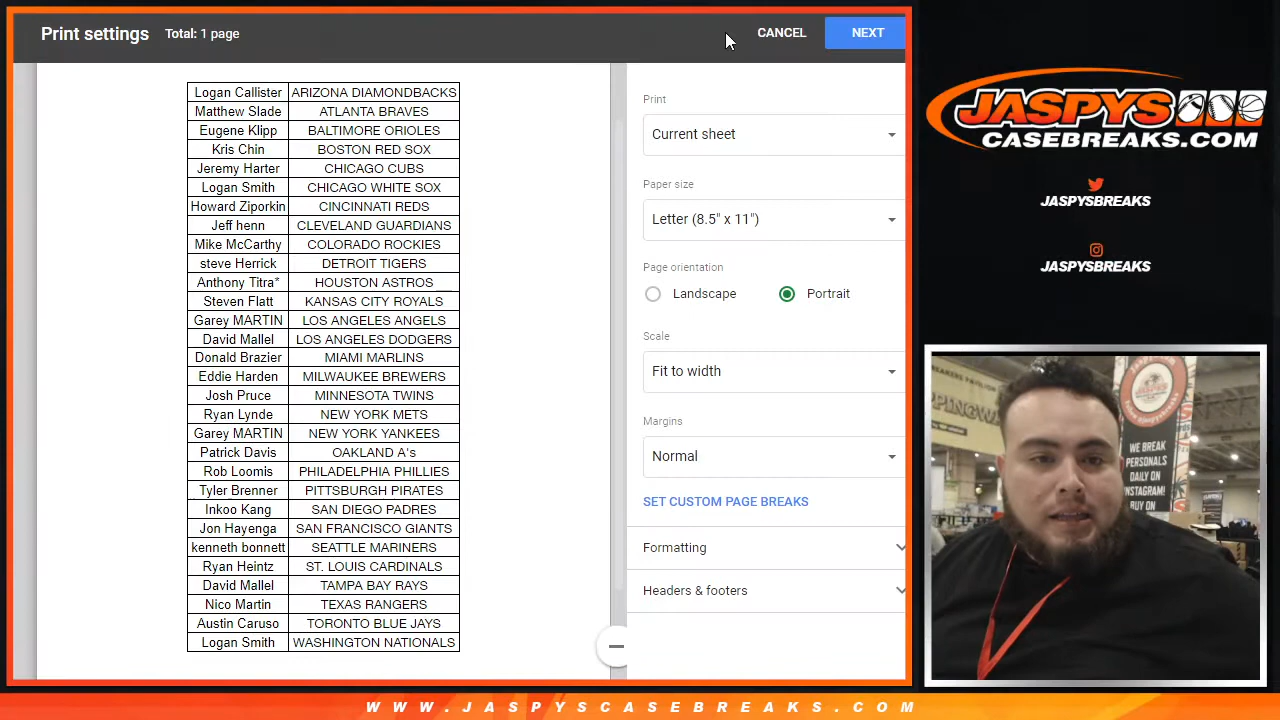 Print settings Total: 1 page CANCEL NEXT
Logan Callister ARIZONA DIAMONDBACKS
Matthew Slade ATLANTA BRAVES
Eugene Klipp BALTIMORE ORIOLES
Kris Chin BOSTON RED SOX
Jeremy Harter CHICAGO CUBS
Logan Smith CHICAGO WHITE SOX
Howard Ziporkin CINCINNATI REDS
Jeff henn CLEVELAND GUARDIANS
Mike McCarthy COLORADO ROCKIES
steve Herrick DETROIT TIGERS
Anthony Titra* HOUSTON ASTROS
Steven Flatt KANSAS CITY ROYALS
Garey MARTIN LOS ANGELES ANGELS
David Mallel LOS ANGELES DODGERS
Donald Brazier MIAMI MARLINS
Eddie Harden MILWAUKEE BREWERS
Josh Pruce MINNESOTA TWINS
Ryan Lynde NEW YORK METS
Garey MARTIN NEW YORK YANKEES
Patrick Davis OAKLAND A's
Rob Loomis PHILADELPHIA PHILLIES
Tyler Brenner PITTSBURGH PIRATES
Inkoo Kang SAN DIEGO PADRES
Jon Hayenga SAN FRANCISCO GIANTS
kenneth bonnett SEATTLE MARINERS
Ryan Heintz ST. LOUIS CARDINALS
David Mallel TAMPA BAY RAYS
Nico Martin TEXAS RANGERS
Austin Caruso TORONTO BLUE JAYS
Logan Smith WASHINGTON NATIONALS
Print
Current sheet
Paper size
Letter (8.5" x 11")
Page orientation
Landscape Portrait
Scale
Fit to width
Margins
Normal
SET CUSTOM PAGE BREAKS
Formatting
Headers & footers
JASPYS
CASEBREAKS.COM
JASPYSBREAKS
JASPYSBREAKS
WE BREAK
PERSONALS
DAILY ON
INSTAGRAM!
BUY ON
WWW.JASPYSCASEBREAKS.COM